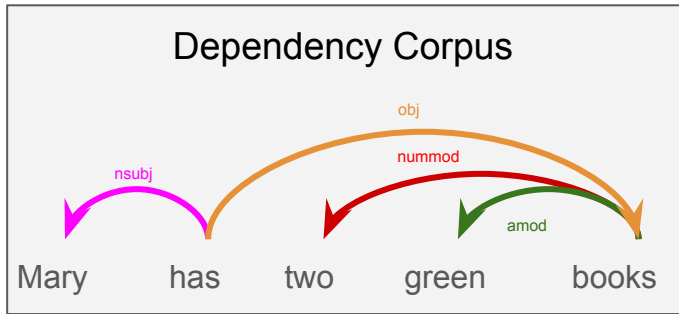 Dependency Corpus
obj
nummod
nsubj
amod
Mary has two green books